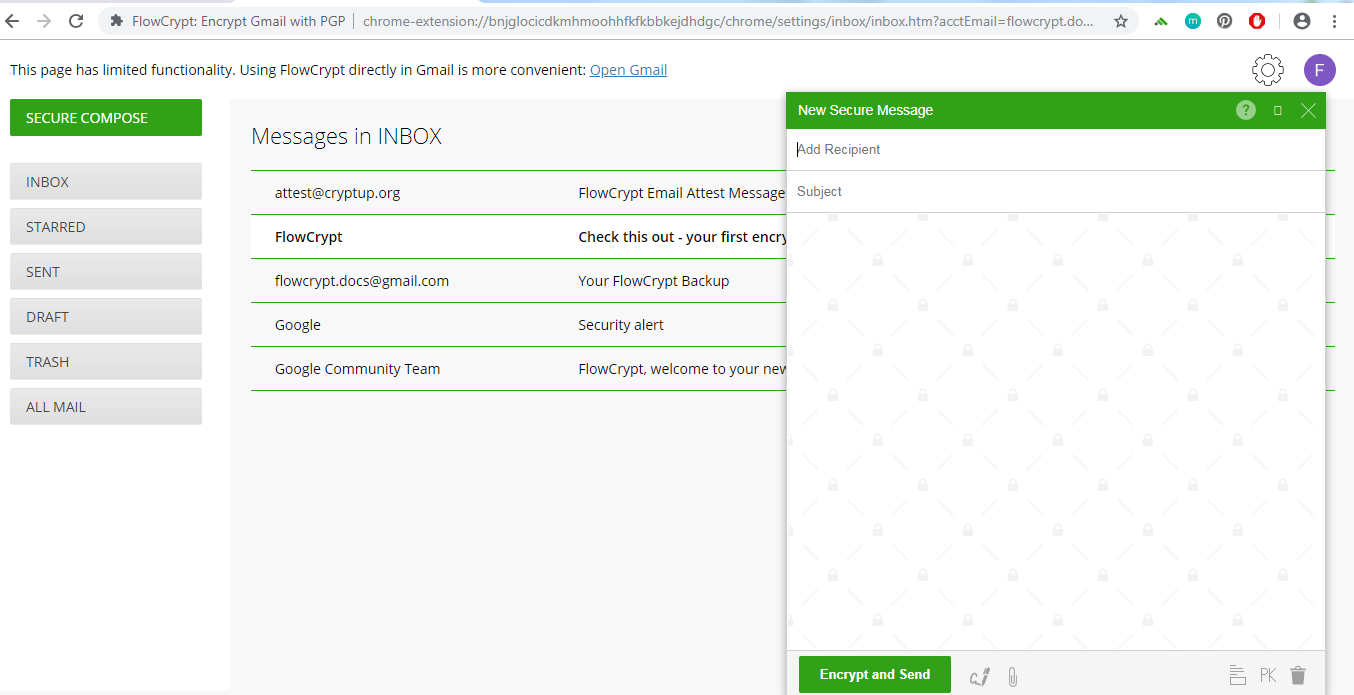 FlowCrypt: Encrypt Gmail with PGP chrome-extension://bnjglocicdkmhmoohhfkfkbbkejdhdgc/chrome/settings/inbox/inbox.htm?acctEmail=flowcrypt.do...
This page has limited functionality. Using FlowCrypt directly in Gmail is more convenient: Open Gmail
F
SECURE COMPOSE
INBOX
STARRED
SENT
DRAFT
TRASH
ALL MAIL
Messages in INBOX
attest@cryptup.org FlowCrypt Email Attest Message
FlowCrypt Check this out - your first encry
flowcrypt.docs@gmail.com Your FlowCrypt Backup
Google Security alert
Google Community Team FlowCrypt, welcome to your new
New Secure Message ?
Add Recipient
Subject
Encrypt and Send PK